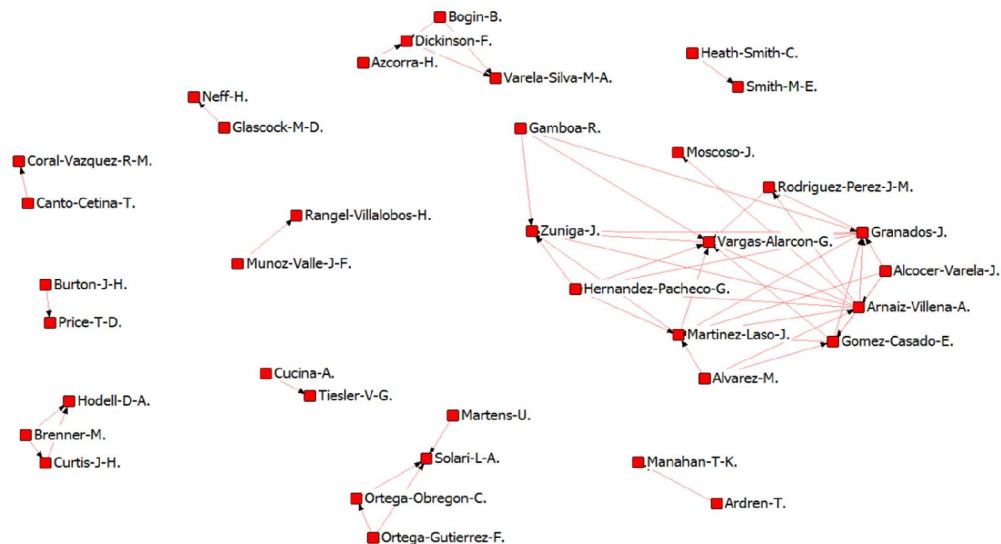 Bogin-B.
Dickinson-F.
Azcorra-H.
Varela-Silva-M-A.
Heath-Smith-C.
Smith-M-E.
Neff-H.
Glascock-M-D.
Gamboa-R.
Moscoso-J.
Coral-Vazquez-R-M.
Canto-Cetina-T.
Rodriguez-Perez-J-M.
Rangel-Villalobos-H.
Zuniga-J.
Vargas-Alarcon-G.
Granados-J.
Munoz-Valle-J-F.
Alcocer-Varela-J.
Burton-J-H.
Hernandez-Pacheco-G.
Arnaiz-Villena-A.
Price-T-D.
Martinez-Laso-J.
Gomez-Casado-E.
Cucina-A.
Alvarez-M.
Tiesler-V-G.
Hodell-D-A.
Martens-U.
Brenner-M.
Curtis-J-H.
Solari-L-A.
Manahan-T-K.
Ortega-Obregon-C.
Ardren-T.
Ortega-Gutierrez-F.